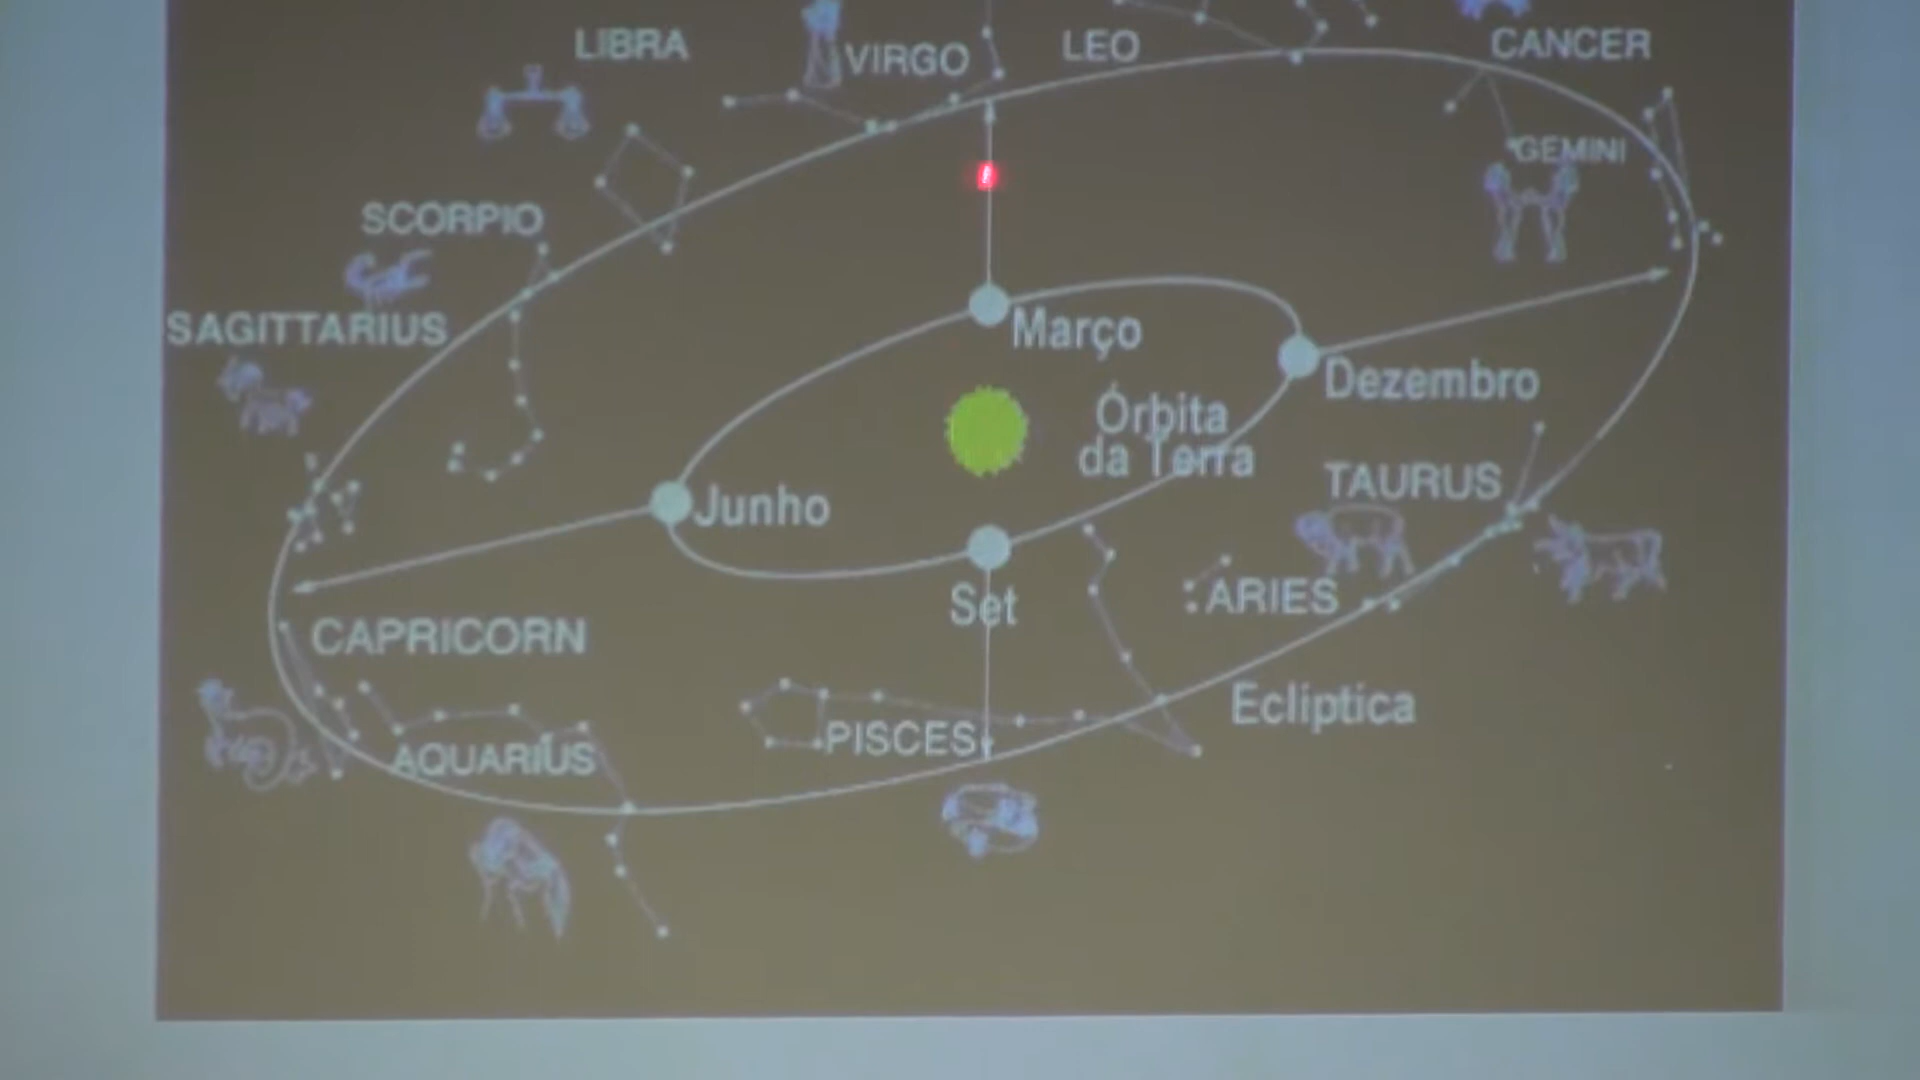 LIBRA
VIRGO
LEO
CANCER
GEMINI
SCORPIO
SAGITTARIUS
Março
Dezembro
Órbita
da Terra
Junho
TAURUS
Set
ARIES
CAPRICORN
AQUARIUS
PISCES
Ecliptica